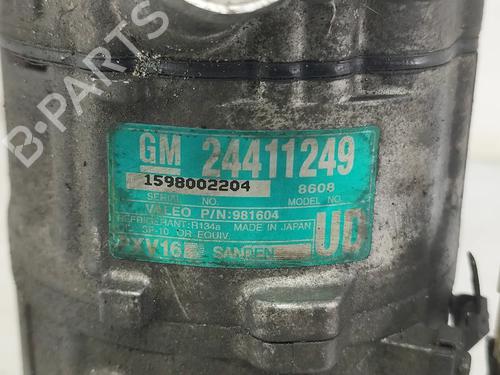 B-PARTS
GM 24411249
1598002204 8608
SERIAL NO. MODEL NO.
VALEO P/N:981604
REFRIGERANT:R134a MADE IN JAPAN
SP-10 OR EQUIV.
PXV16 SANDEN UD